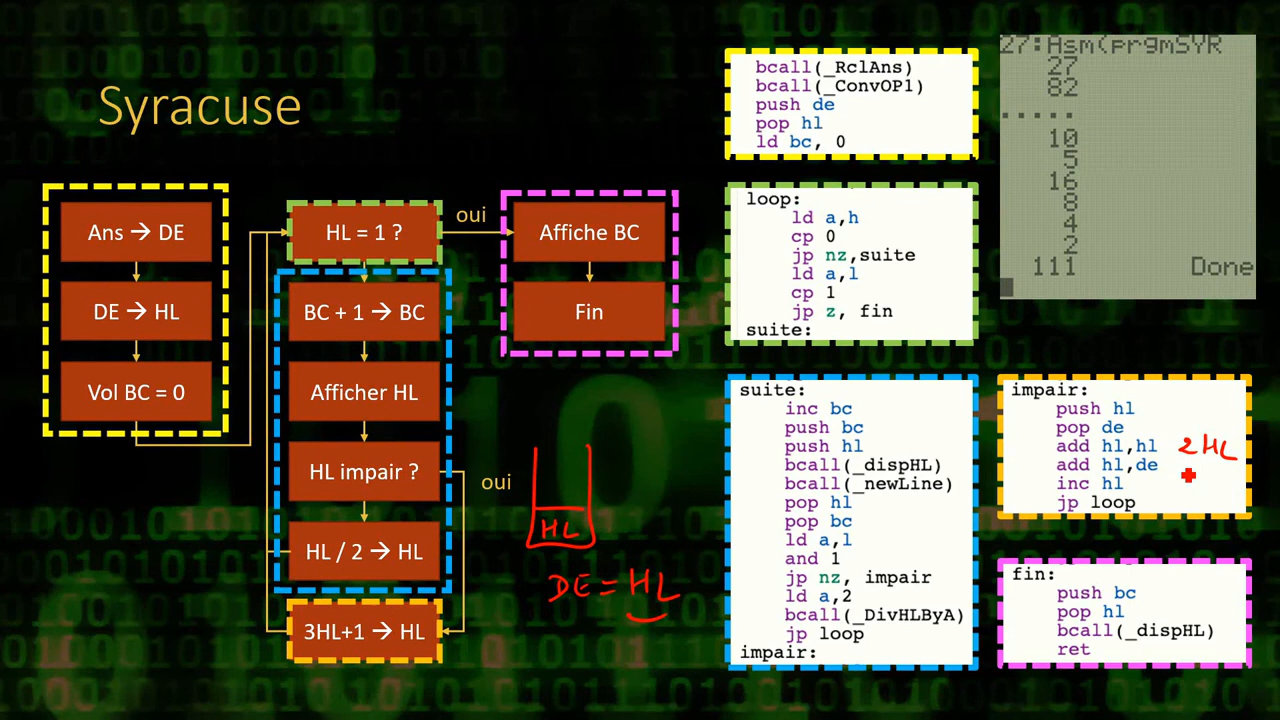 Syracuse
Ans → DE
DE → HL
Vol BC = 0
HL = 1 ?
oui
BC + 1 → BC
Afficher HL
HL impair ?
oui
HL / 2 → HL
3HL+1 → HL
Affiche BC
Fin
HL
DE = HL
bcall(_RclAns)
bcall(_ConvOP1)
push de
pop hl
ld bc, 0
loop:
ld a,h
cp 0
jp nz,suite
ld a,l
cp 1
jp z, fin
suite:
suite:
inc bc
push bc
push hl
bcall(_dispHL)
bcall(_newLine)
pop hl
pop bc
ld a,l
and 1
jp nz, impair
ld a,2
bcall(_DivHLByA)
jp loop
impair:
27:Asm(prgmSYR
27
82
.....
10
5
16
8
4
2
111 Done
impair:
push hl
pop de
add hl,hl
add hl,de
inc hl
jp loop
2HL
fin:
push bc
pop hl
bcall(_dispHL)
ret